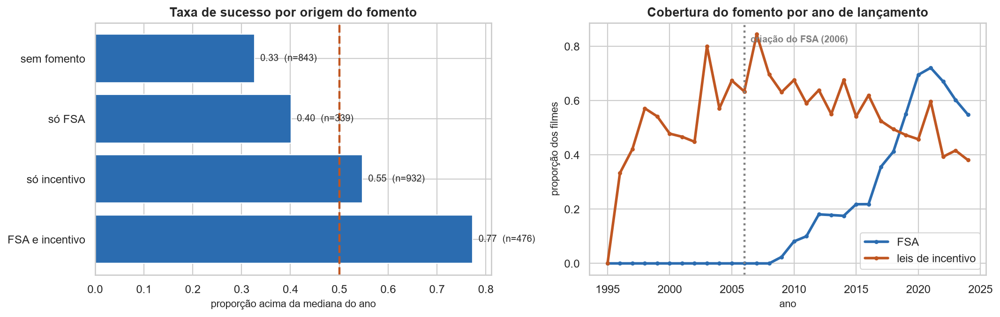 Taxa de sucesso por origem do fomento
sem fomento
0.33 (n=843)
só FSA
0.40 (n=339)
só incentivo
0.55 (n=932)
FSA e incentivo
0.77 (n=476)
0.0 0.1 0.2 0.3 0.4 0.5 0.6 0.7 0.8
proporção acima da mediana do ano
Cobertura do fomento por ano de lançamento
criação do FSA (2006)
proporção dos filmes
0.8
0.6
0.4
0.2
0.0
FSA
leis de incentivo
1995 2000 2005 2010 2015 2020 2025
ano